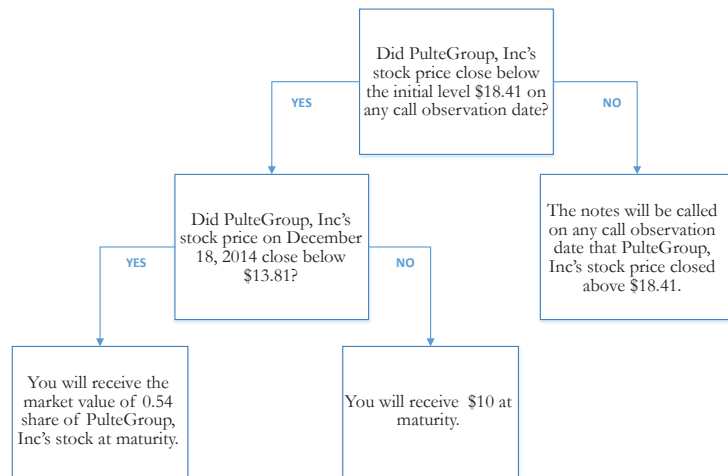 Did PulteGroup, Inc's
stock price close below
the initial level $18.41 on
any call observation date?
YES
NO
Did PulteGroup, Inc's
stock price on December
18, 2014 close below
$13.81?
The notes will be called
on any call observation
date that PulteGroup,
Inc's stock price closed
above $18.41.
YES
NO
You will receive the
market value of 0.54
share of PulteGroup,
Inc's stock at maturity.
You will receive $10 at
maturity.